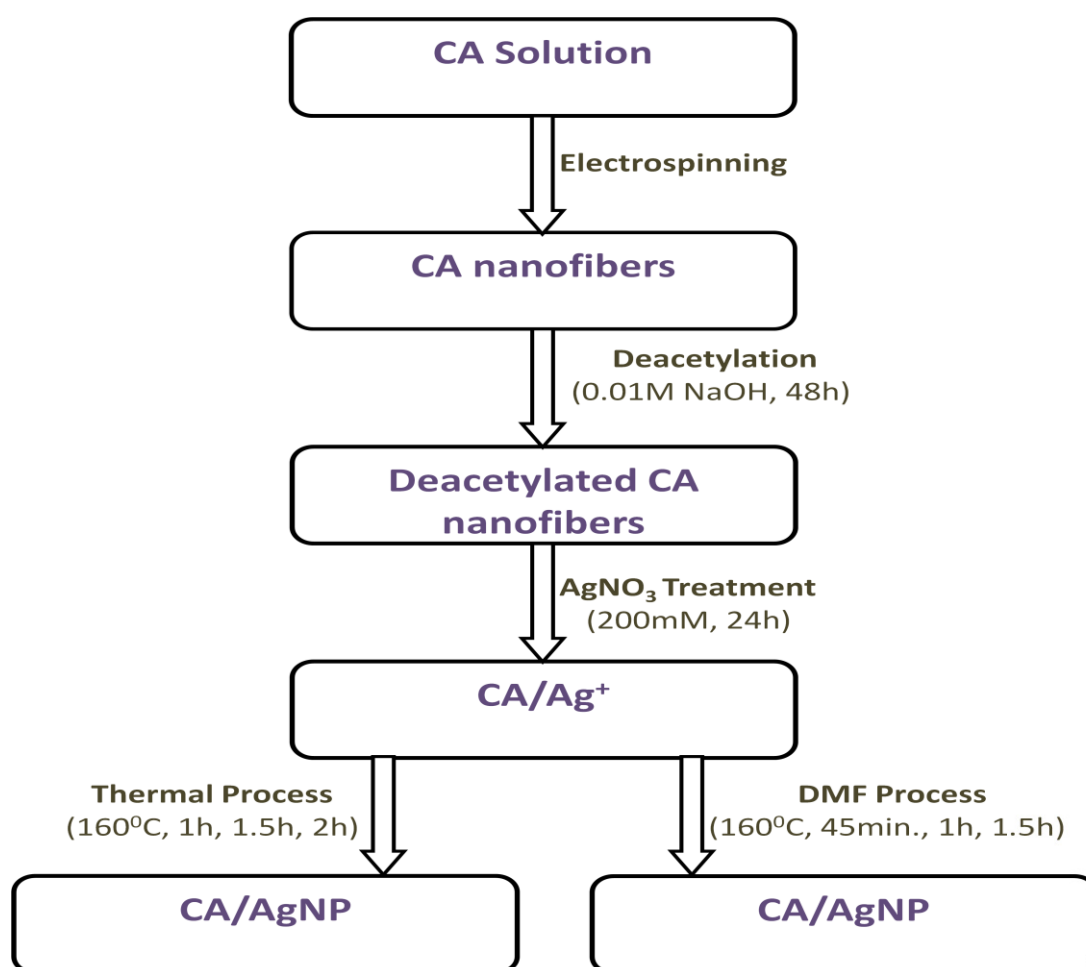 CA Solution
Electrospinning
CA nanofibers
Deacetylation
(0.01M NaOH, 48h)
Deacetylated CA
nanofibers
AgNO₃ Treatment
(200mM, 24h)
CA/Ag⁺
Thermal Process
(160⁰C, 1h, 1.5h, 2h)
DMF Process
(160⁰C, 45min., 1h, 1.5h)
CA/AgNP
CA/AgNP